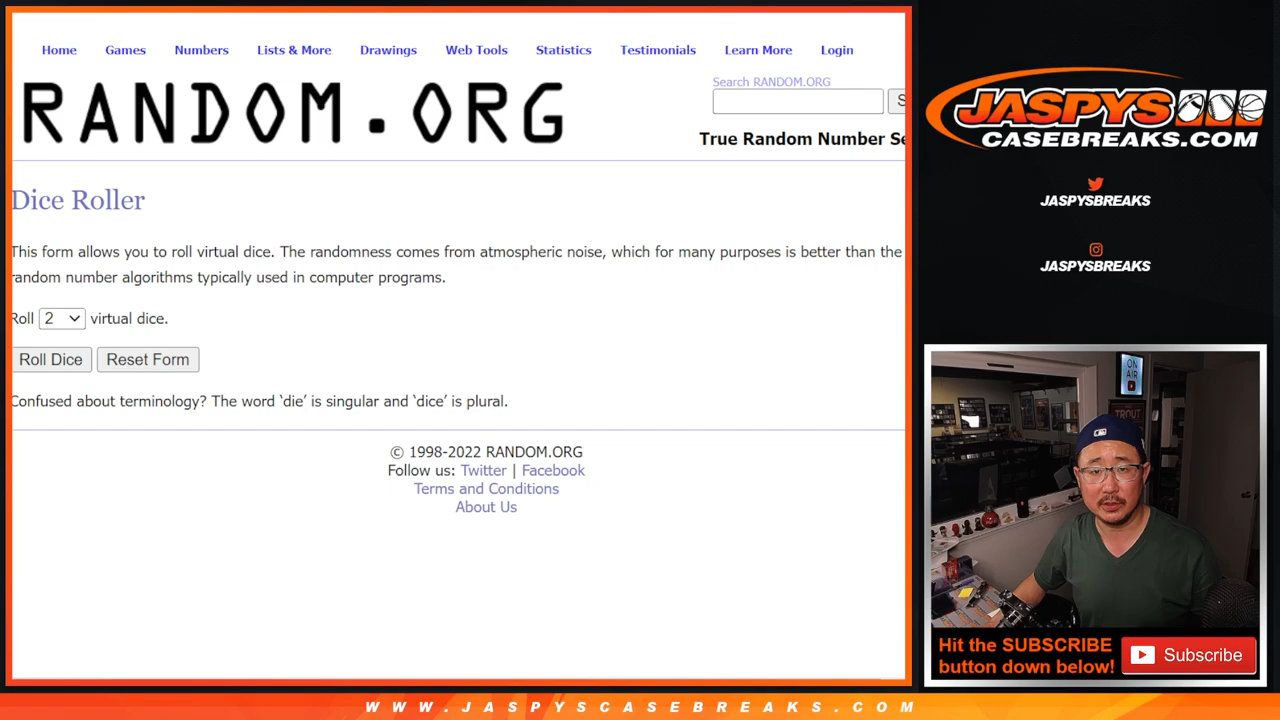 Home Games Numbers Lists & More Drawings Web Tools Statistics Testimonials Learn More Login
RANDOM.ORG
Search RANDOM.ORG
S
True Random Number Se
Dice Roller
This form allows you to roll virtual dice. The randomness comes from atmospheric noise, which for many purposes is better than the
random number algorithms typically used in computer programs.
Roll 2 virtual dice.
Roll Dice Reset Form
Confused about terminology? The word ‘die’ is singular and ‘dice’ is plural.
© 1998-2022 RANDOM.ORG
Follow us: Twitter | Facebook
Terms and Conditions
About Us
JASPYS
CASEBREAKS.COM
JASPYSBREAKS
JASPYSBREAKS
ON
AIR
TROUT
Hit the SUBSCRIBE
button down below!
Subscribe
WWW.JASPYSCASEBREAKS.COM